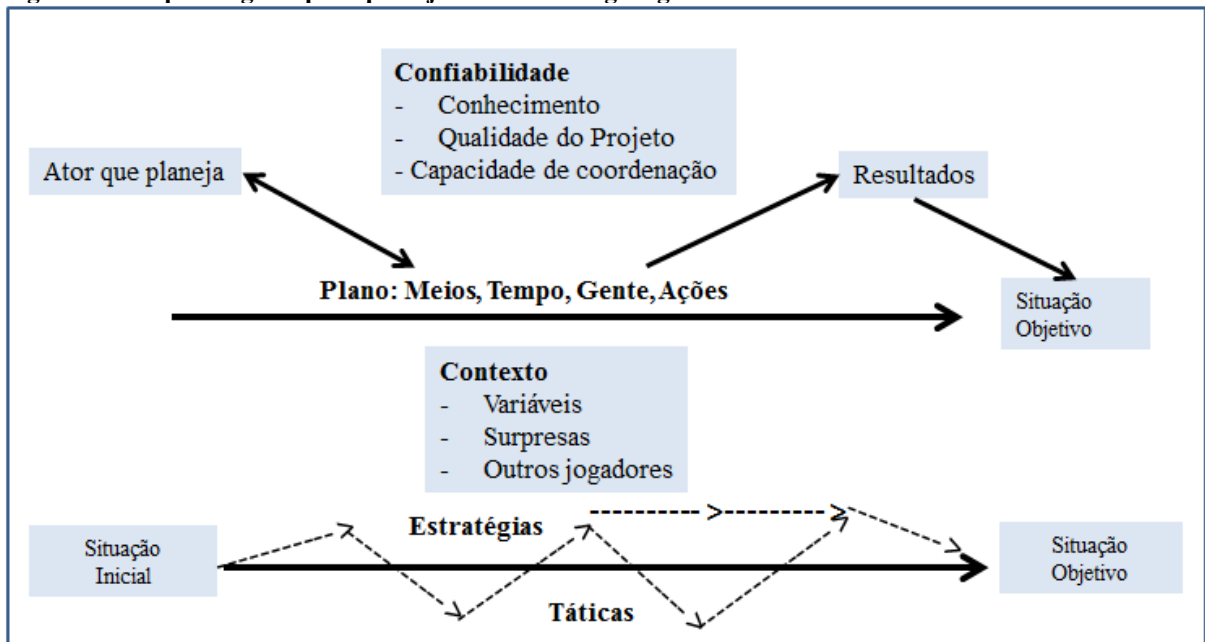 Confiabilidade
- Conhecimento
- Qualidade do Projeto
- Capacidade de coordenação
Ator que planeja
Resultados
Plano: Meios, Tempo, Gente, Ações
Situação
Objetivo
Contexto
- Variáveis
- Surpresas
- Outros jogadores
Estratégias
Situação
Inicial
Situação
Objetivo
Táticas